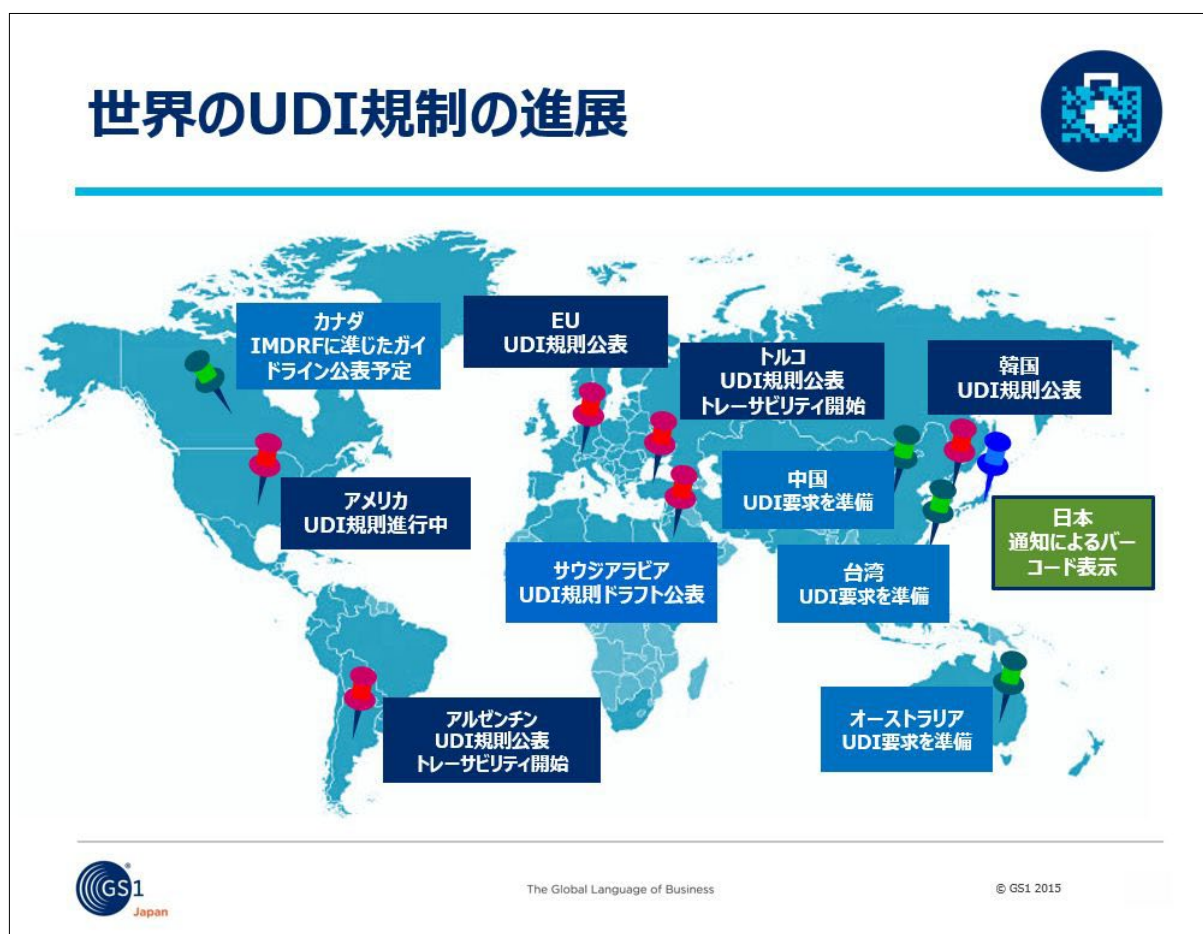 世界のUDI規制の進展
カナダ
IMDRFに準じたガイ
ドライン公表予定
EU
UDI規則公表
トルコ
UDI規則公表
トレーサビリティ開始
韓国
UDI規則公表
アメリカ
UDI規則進行中
中国
UDI要求を準備
日本
通知によるバー
コード表示
サウジアラビア
UDI規則ドラフト公表
台湾
UDI要求を準備
アルゼンチン
UDI規則公表
トレーサビリティ開始
オーストラリア
UDI要求を準備
GS1
Japan
The Global Language of Business
© GS1 2015